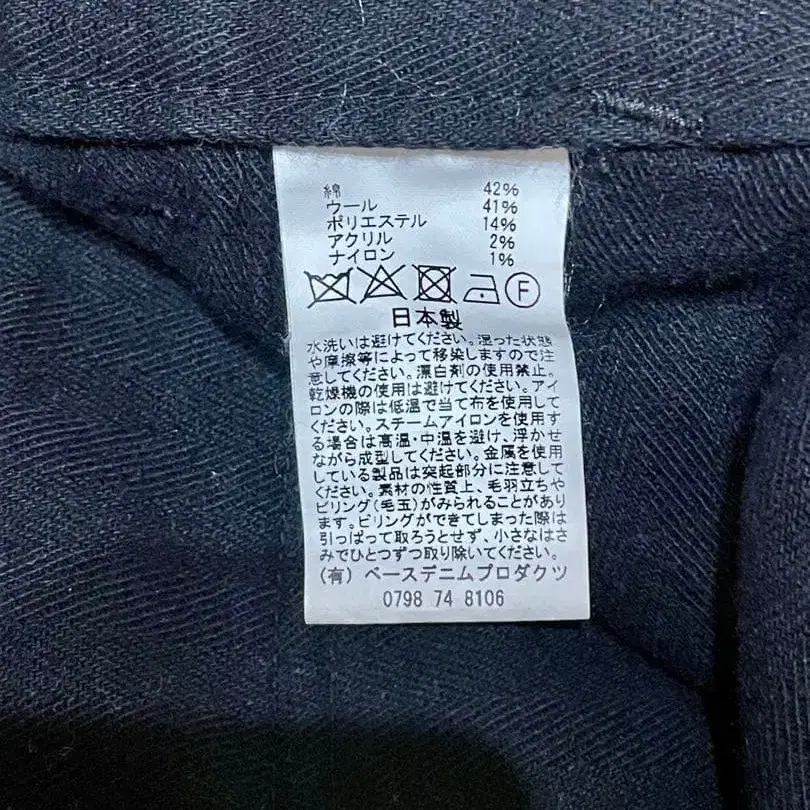 綿 42%
ウール 41%
ポリエステル 14%
アクリル 2%
ナイロン 1%
F
日本製
水洗いは避けてください。湿った状態
や摩擦等によって移染しますので注
意してください。漂白剤の使用禁止。
乾燥機の使用は避けてください。アイ
ロンの際は低温で当て布を使用して
ください。スチームアイロンを使用す
る場合は高温・中温を避け、浮かせ
ながら成型してください。金属を使用
している製品は突起部分に注意して
ください。素材の性質上、毛羽立ちや
ピリング(毛玉)がみられることがあり
ます。ピリングができてしまった際は
引っぱって取ろうとせず、小さなはさ
みでひとつずつ取り除いてください。
(有) ベースデニムプロダクツ
0798 74 8106